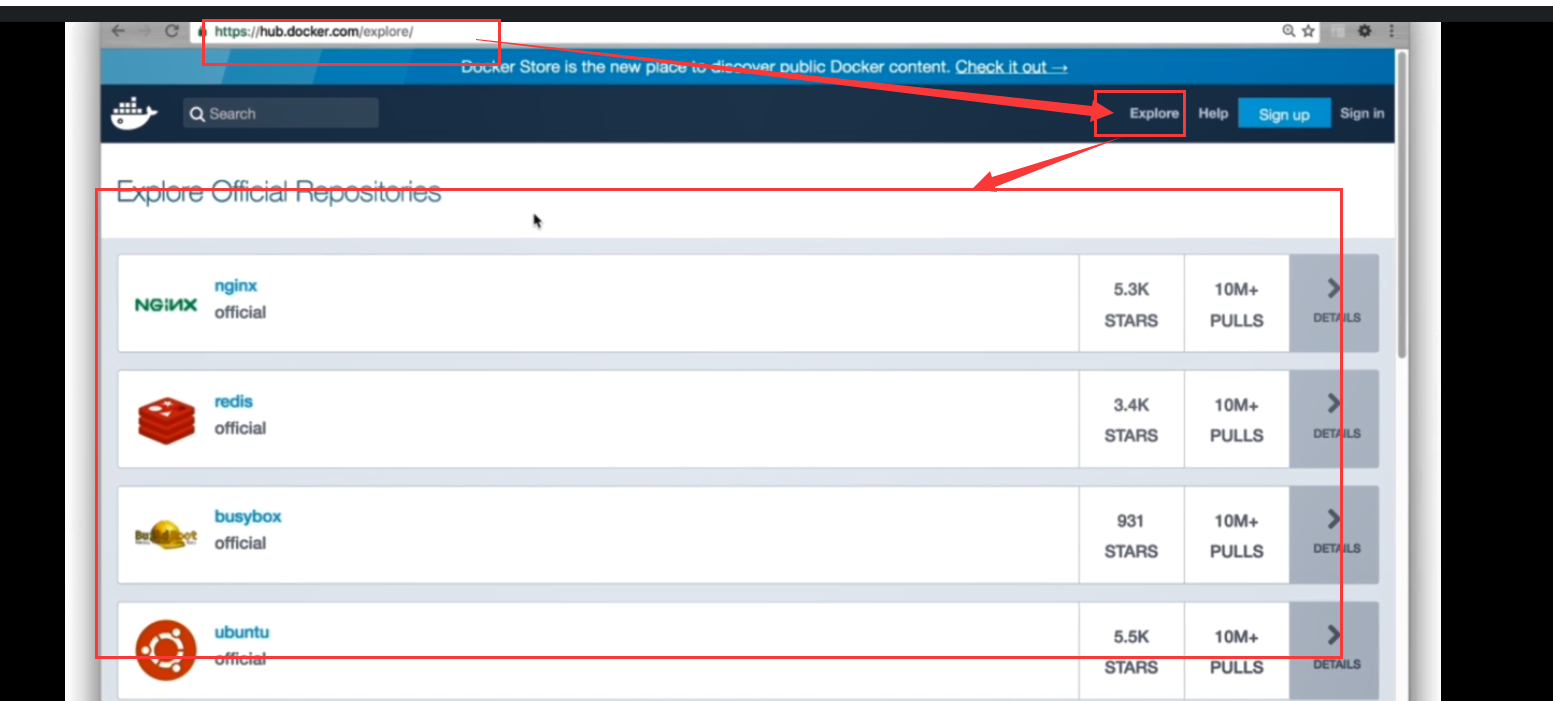 https://hub.docker.com/explore/
Docker Store is the new place to discover public Docker content. Check it out →
Search
Explore
Help
Sign up
Sign in
Explore Official Repositories
NGINX
nginx
official
5.3K
STARS
10M+
PULLS
DETAILS
redis
official
3.4K
STARS
10M+
PULLS
DETAILS
busybox
official
931
STARS
10M+
PULLS
DETAILS
ubuntu
official
5.5K
STARS
10M+
PULLS
DETAILS